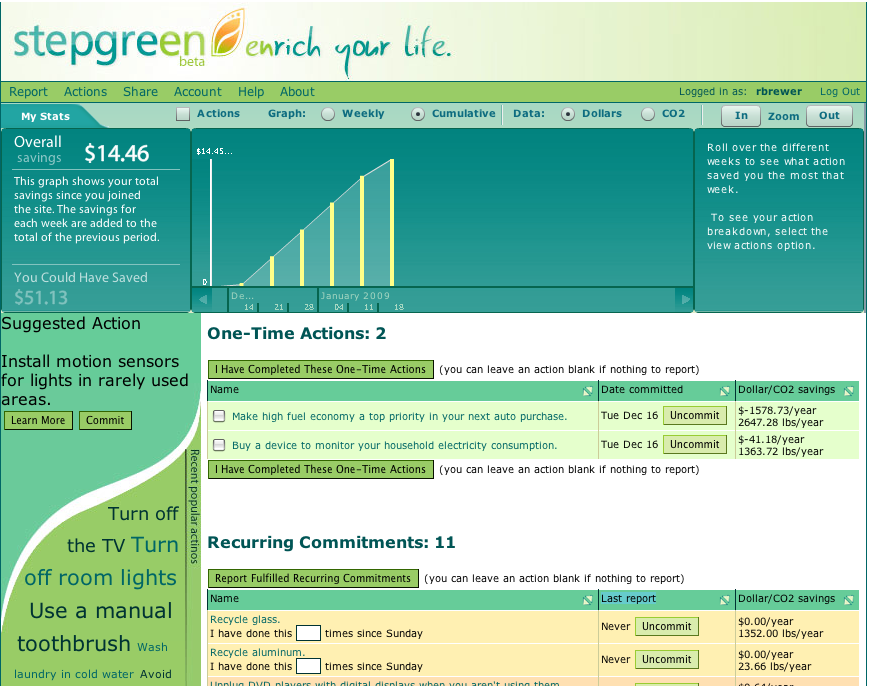 stepgreen
beta
enrich your life.
Report Actions Share Account Help About
Logged in as: rbrewer Log Out
My Stats
Actions Graph: Weekly Cumulative Data: Dollars CO2 In Zoom Out
Overall
savings $14.46
This graph shows your total
savings since you joined
the site. The savings for
each week are added to the
total of the previous period.
You Could Have Saved
$51.13
$14.45...
0
De... January 2009
14 21 28 04 11 18
Roll over the different
weeks to see what action
saved you the most that
week.
To see your action
breakdown, select the
view actions option.
Suggested Action
Install motion sensors
for lights in rarely used
areas.
Learn More Commit
Recent popular actinos
Turn off
the TV Turn
off room lights
Use a manual
toothbrush Wash
laundry in cold water Avoid
One-Time Actions: 2
I Have Completed These One-Time Actions (you can leave an action blank if nothing to report)
Name Date committed Dollar/CO2 savings
Make high fuel economy a top priority in your next auto purchase. Tue Dec 16 Uncommit $-1578.73/year
2647.28 lbs/year
Buy a device to monitor your household electricity consumption. Tue Dec 16 Uncommit $-41.18/year
1363.72 lbs/year
I Have Completed These One-Time Actions (you can leave an action blank if nothing to report)
Recurring Commitments: 11
Report Fulfilled Recurring Commitments (you can leave an action blank if nothing to report)
Name Last report Dollar/CO2 savings
Recycle glass.
I have done this times since Sunday Never Uncommit $0.00/year
1352.00 lbs/year
Recycle aluminum.
I have done this times since Sunday Never Uncommit $0.00/year
23.66 lbs/year
Unplug DVD players with digital displays when you aren't using them